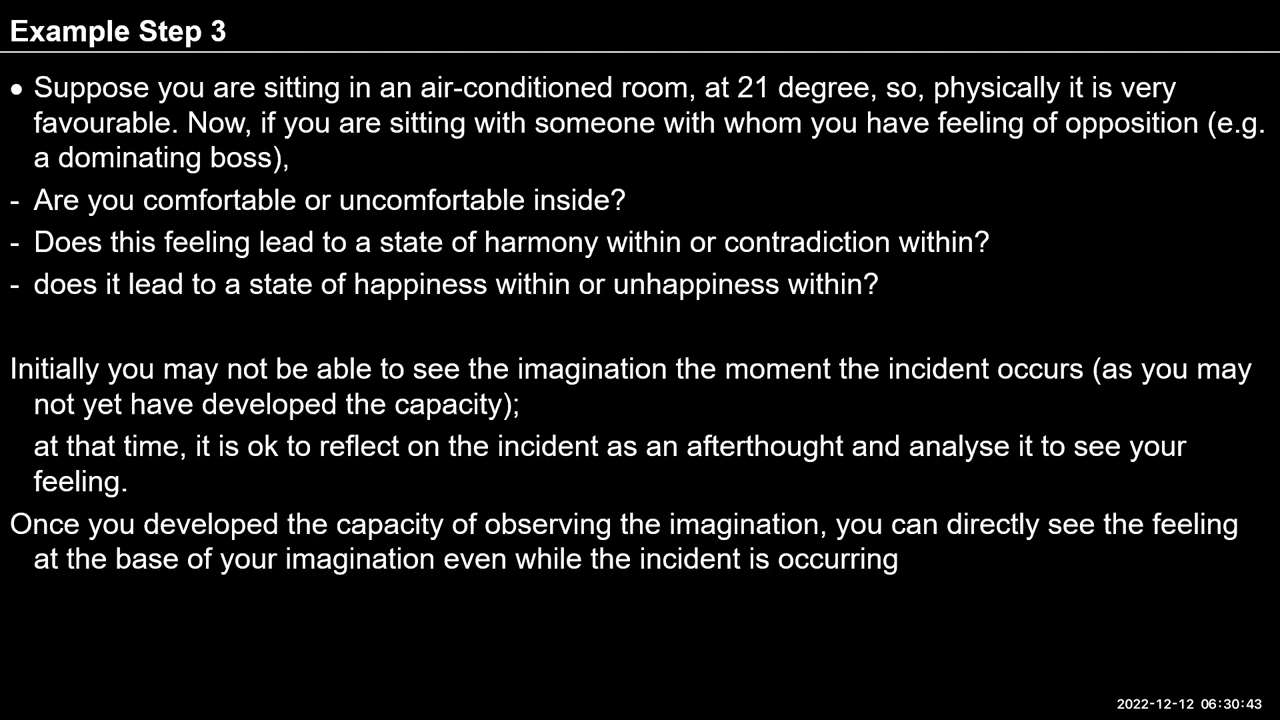 Example Step 3
• Suppose you are sitting in an air-conditioned room, at 21 degree, so, physically it is very
favourable. Now, if you are sitting with someone with whom you have feeling of opposition (e.g.
a dominating boss),
- Are you comfortable or uncomfortable inside?
- Does this feeling lead to a state of harmony within or contradiction within?
- does it lead to a state of happiness within or unhappiness within?
Initially you may not be able to see the imagination the moment the incident occurs (as you may
not yet have developed the capacity);
at that time, it is ok to reflect on the incident as an afterthought and analyse it to see your
feeling.
Once you developed the capacity of observing the imagination, you can directly see the feeling
at the base of your imagination even while the incident is occurring
2022-12-12 06:30:43